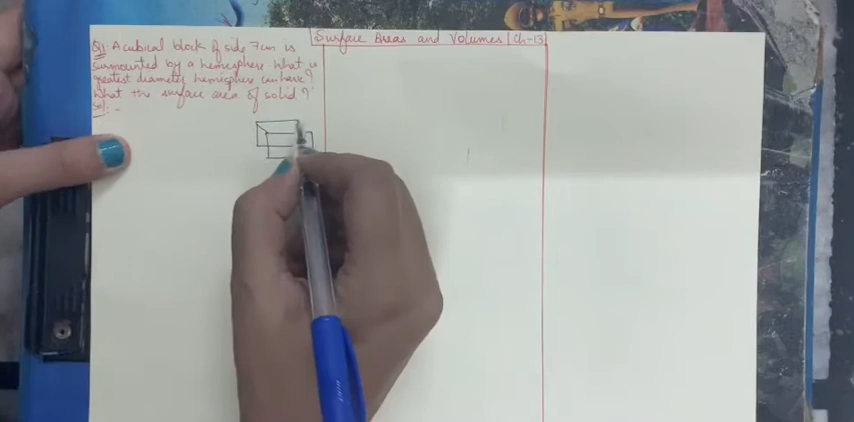 Surface Areas and Volumes | Ch-13
Q1 A cubical block of side 7cm is
surmounted by a hemisphere. What is
greatest diameter hemisphere can have?
What the surface area of solid?
Sol:-